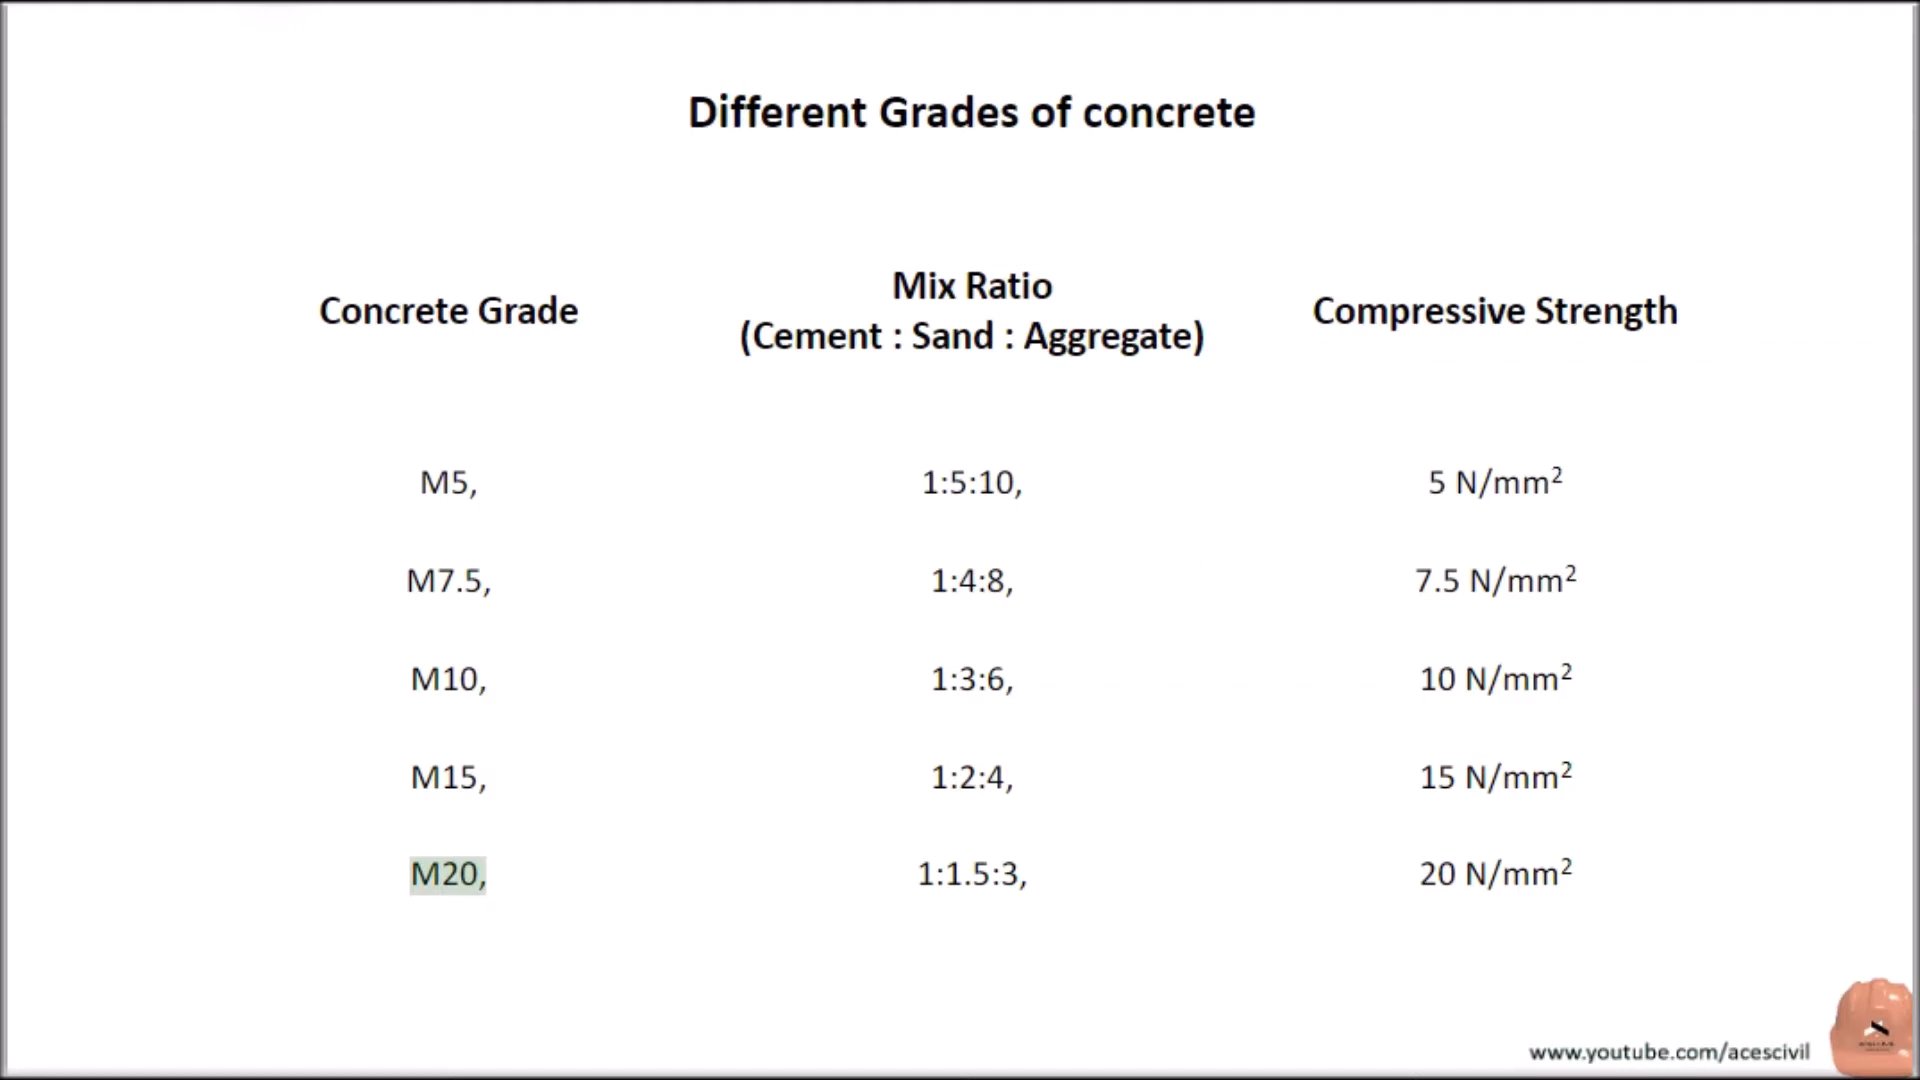 Different Grades of concrete
Concrete Grade
Mix Ratio
(Cement : Sand : Aggregate)
Compressive Strength
M5,
1:5:10,
5 N/mm²
M7.5,
1:4:8,
7.5 N/mm²
M10,
1:3:6,
10 N/mm²
M15,
1:2:4,
15 N/mm²
M20,
1:1.5:3,
20 N/mm²
www.youtube.com/acescivil